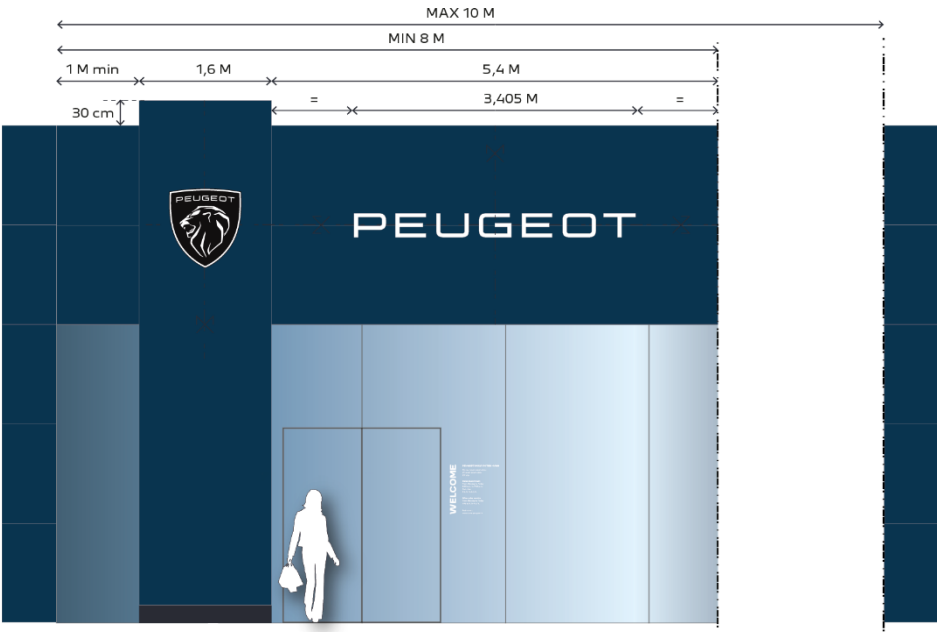 MAX 10 M
MIN 8 M
1 M min
1,6 M
5,4 M
=
3,405 M
=
30 cm
PEUGEOT
PEUGEOT
WELCOME